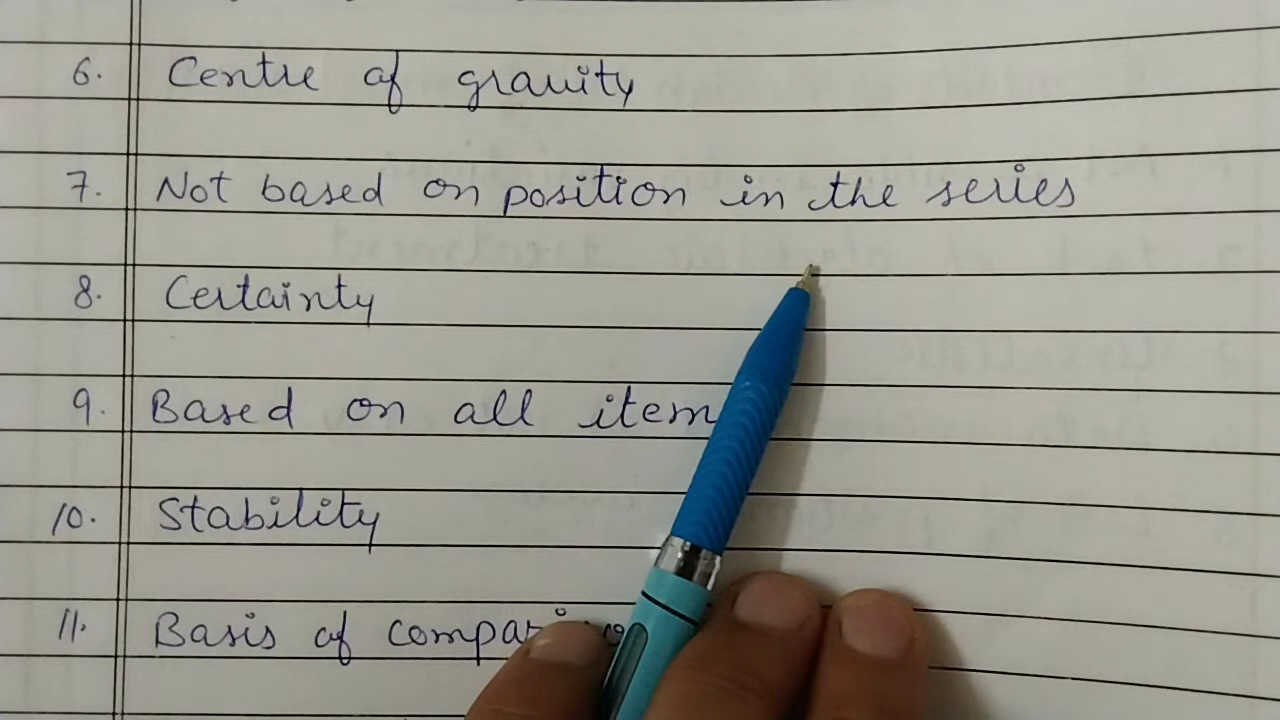 6. Centre of gravity
7. Not based on position in the series
8. Certainty
9. Based on all item
10. Stability
11. Basis of